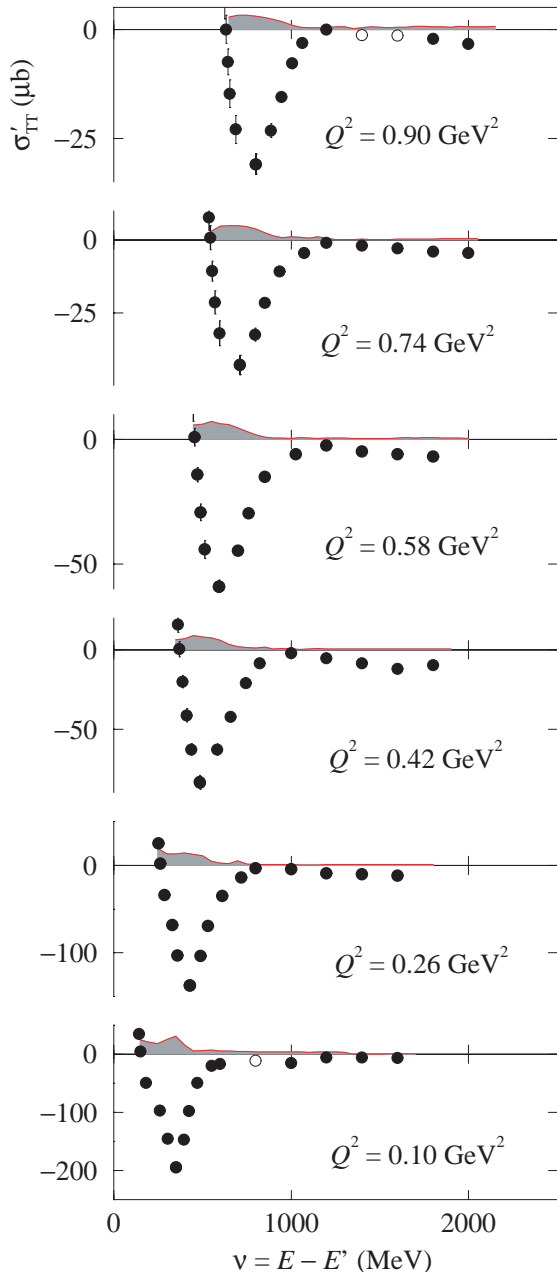 σ′TT (μb)
0
−25
Q² = 0.90 GeV²
0
−25
Q² = 0.74 GeV²
0
−50
Q² = 0.58 GeV²
0
−50
Q² = 0.42 GeV²
0
−100
Q² = 0.26 GeV²
0
−100
−200
Q² = 0.10 GeV²
0 1000 2000
ν = E − E’ (MeV)